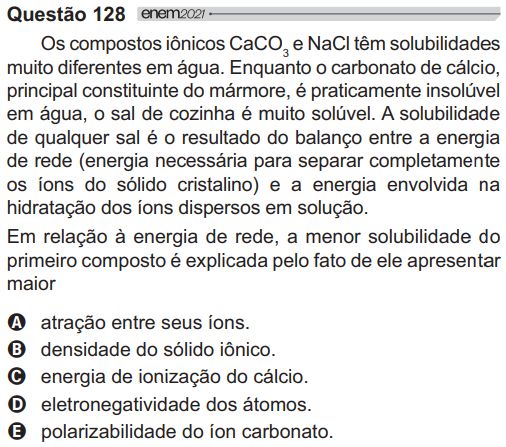 Questão 128 enem2021
Os compostos iônicos CaCO₃ e NaCl têm solubilidades
muito diferentes em água. Enquanto o carbonato de cálcio,
principal constituinte do mármore, é praticamente insolúvel
em água, o sal de cozinha é muito solúvel. A solubilidade
de qualquer sal é o resultado do balanço entre a energia
de rede (energia necessária para separar completamente
os íons do sólido cristalino) e a energia envolvida na
hidratação dos íons dispersos em solução.
Em relação à energia de rede, a menor solubilidade do
primeiro composto é explicada pelo fato de ele apresentar
maior
A atração entre seus íons.
B densidade do sólido iônico.
C energia de ionização do cálcio.
D eletronegatividade dos átomos.
E polarizabilidade do íon carbonato.